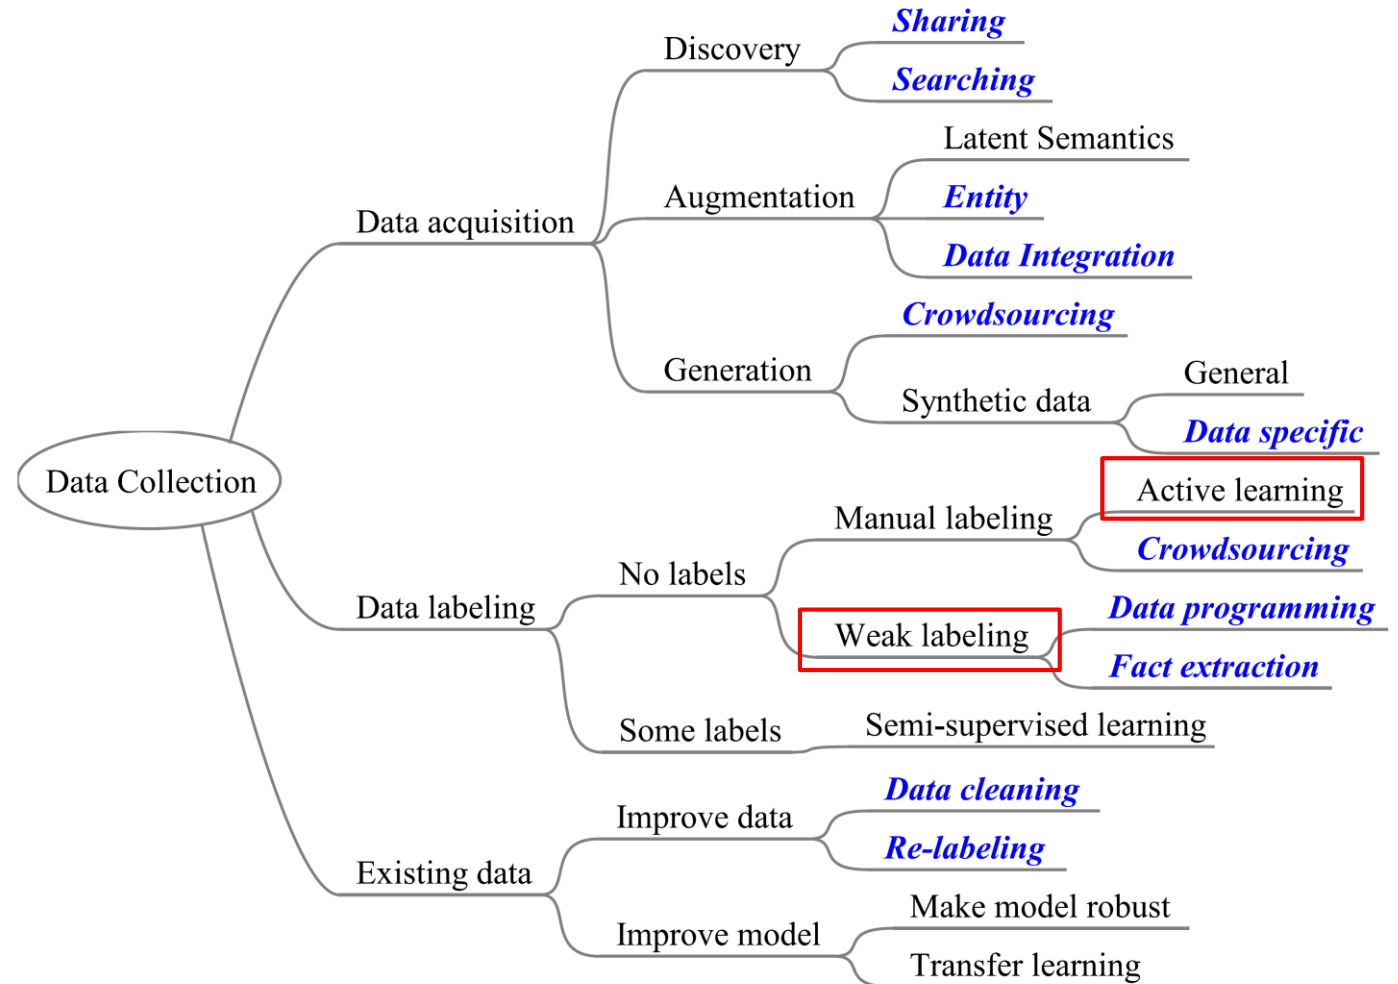 Data Collection
Data acquisition
Discovery
Sharing
Searching
Augmentation
Latent Semantics
Entity
Data Integration
Generation
Crowdsourcing
Synthetic data
General
Data specific
Data labeling
No labels
Manual labeling
Active learning
Crowdsourcing
Weak labeling
Data programming
Fact extraction
Some labels
Semi-supervised learning
Existing data
Improve data
Data cleaning
Re-labeling
Improve model
Make model robust
Transfer learning